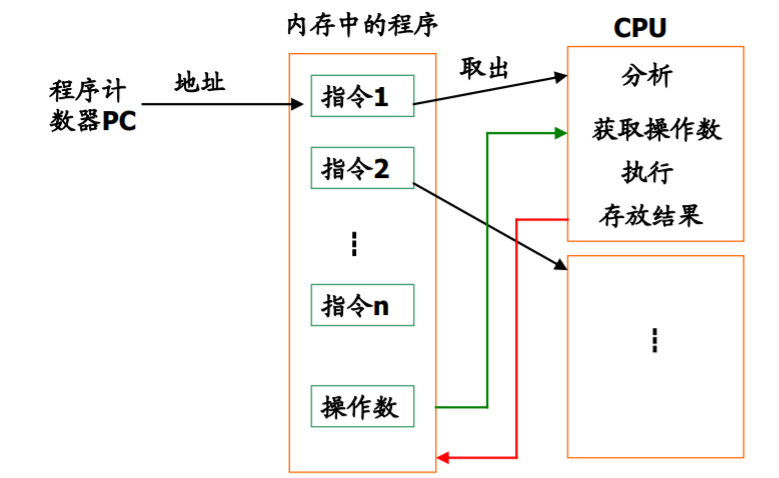 内存中的程序
CPU
程序计
数器PC
地址
指令1
取出
分析
获取操作数
指令2
执行
存放结果
指令n
操作数